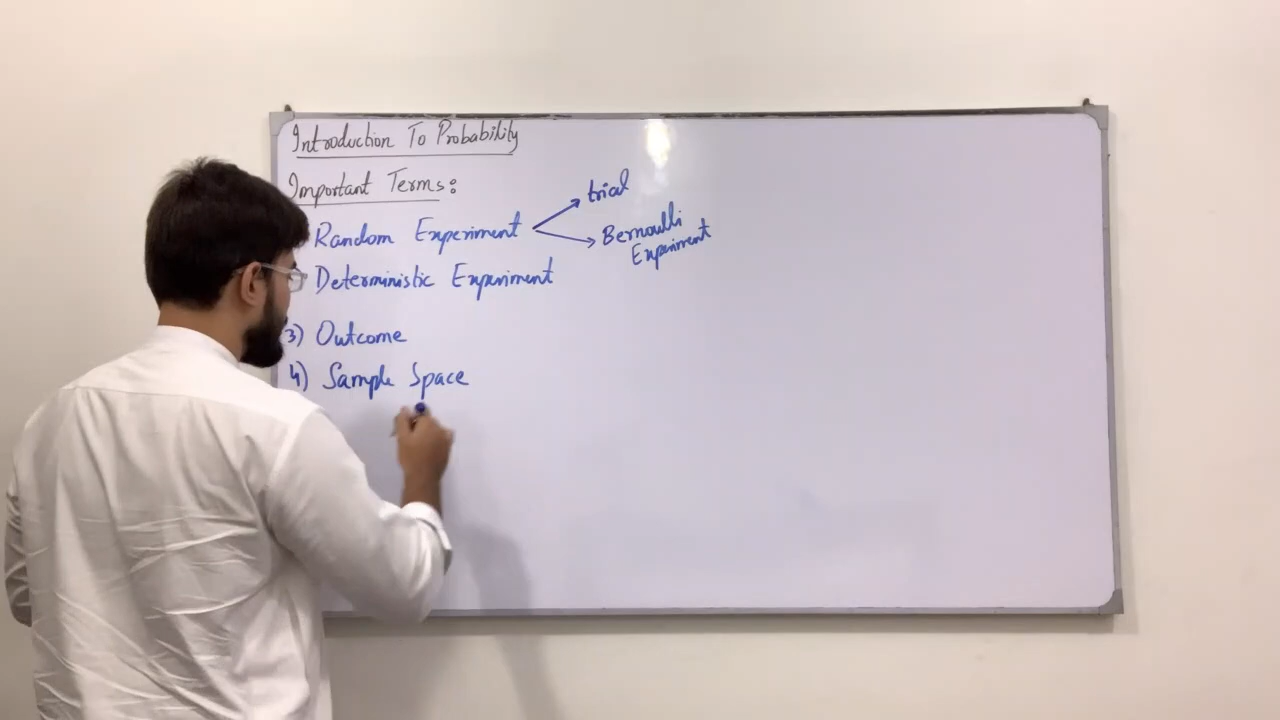 Introduction To Probability
Important Terms:
Random Experiment
trial
Bernoulli
Experiment
Deterministic Experiment
3) Outcome
4) Sample Space